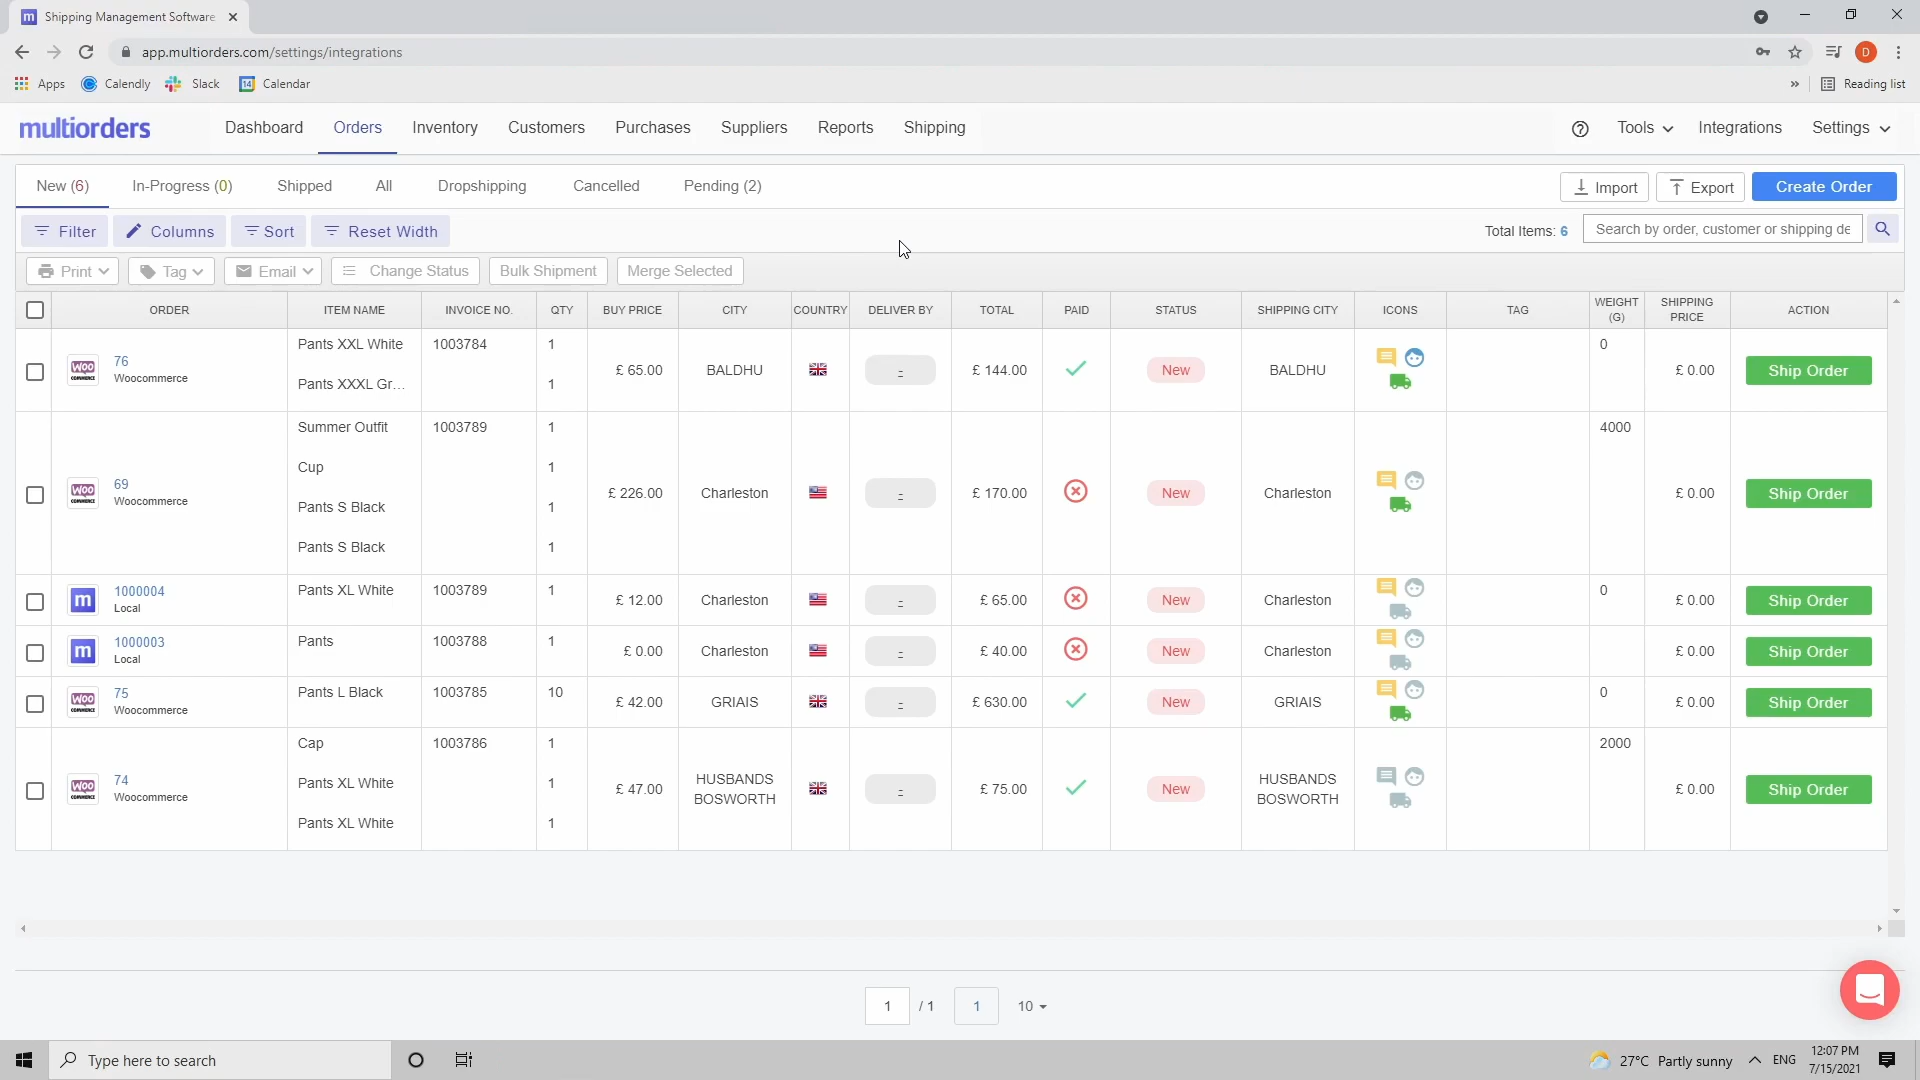 Shipping Management Software
app.multiorders.com/settings/integrations
D
Apps
Calendly
Slack
14
Calendar
»
Reading list
multiorders
Dashboard
Orders
Inventory
Customers
Purchases
Suppliers
Reports
Shipping
Tools
Integrations
Settings
New (6)
In-Progress (0)
Shipped
All
Dropshipping
Cancelled
Pending (2)
Import
Export
Create Order
Filter
Columns
Sort
Reset Width
Total Items: 6
Search by order, customer or shipping de
Print
Tag
Email
Change Status
Bulk Shipment
Merge Selected
ORDER ITEM NAME INVOICE NO. QTY BUY PRICE CITY COUNTRY DELIVER BY TOTAL PAID STATUS SHIPPING CITY ICONS TAG WEIGHT (G) SHIPPING PRICE ACTION
WOO COMMERCE
76
Woocommerce
Pants XXL White
Pants XXXL Gr...
1003784
1
1
£ 65.00
BALDHU
-
£ 144.00
New
BALDHU
0
£ 0.00
Ship Order
WOO COMMERCE
69
Woocommerce
Summer Outfit
Cup
Pants S Black
Pants S Black
1003789
1
1
1
1
£ 226.00
Charleston
-
£ 170.00
New
Charleston
4000
£ 0.00
Ship Order
m
1000004
Local
Pants XL White
1003789
1
£ 12.00
Charleston
-
£ 65.00
New
Charleston
0
£ 0.00
Ship Order
m
1000003
Local
Pants
1003788
1
£ 0.00
Charleston
-
£ 40.00
New
Charleston
£ 0.00
Ship Order
WOO COMMERCE
75
Woocommerce
Pants L Black
1003785
10
£ 42.00
GRIAIS
-
£ 630.00
New
GRIAIS
0
£ 0.00
Ship Order
WOO COMMERCE
74
Woocommerce
Cap
Pants XL White
Pants XL White
1003786
1
1
1
£ 47.00
HUSBANDS
BOSWORTH
-
£ 75.00
New
HUSBANDS
BOSWORTH
2000
£ 0.00
Ship Order
1 / 1 1 10
Type here to search
27°C Partly sunny
ENG
12:07 PM
7/15/2021